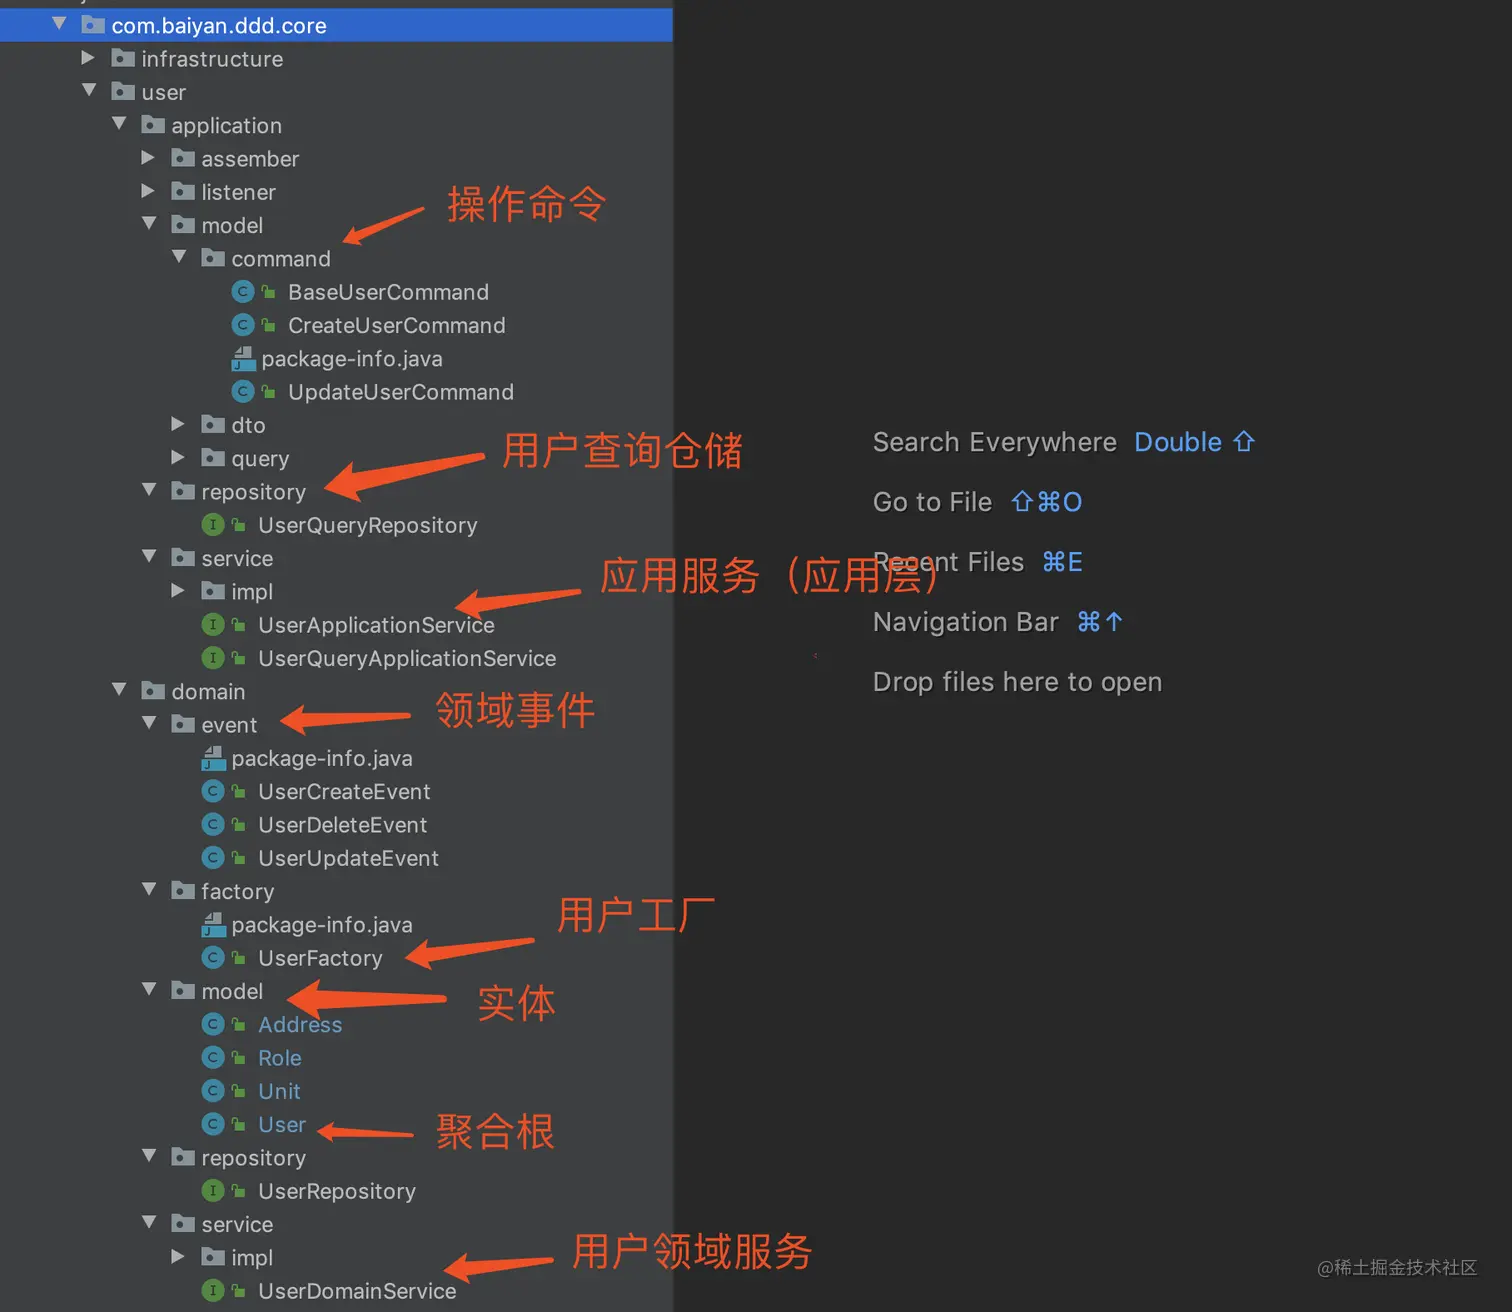 com.baiyan.ddd.core
infrastructure
user
application
assember
listener
操作命令
model
command
BaseUserCommand
CreateUserCommand
package-info.java
UpdateUserCommand
dto
用户查询仓储
query
repository
UserQueryRepository
service
应用服务（应用层）
impl
UserApplicationService
UserQueryApplicationService
domain
领域事件
event
package-info.java
UserCreateEvent
UserDeleteEvent
UserUpdateEvent
factory
用户工厂
package-info.java
UserFactory
model
实体
Address
Role
Unit
User
聚合根
repository
UserRepository
service
用户领域服务
impl
UserDomainService
Search Everywhere Double ⇧
Go to File ⇧⌘O
Recent Files ⌘E
Navigation Bar ⌘↑
Drop files here to open
@稀土掘金技术社区